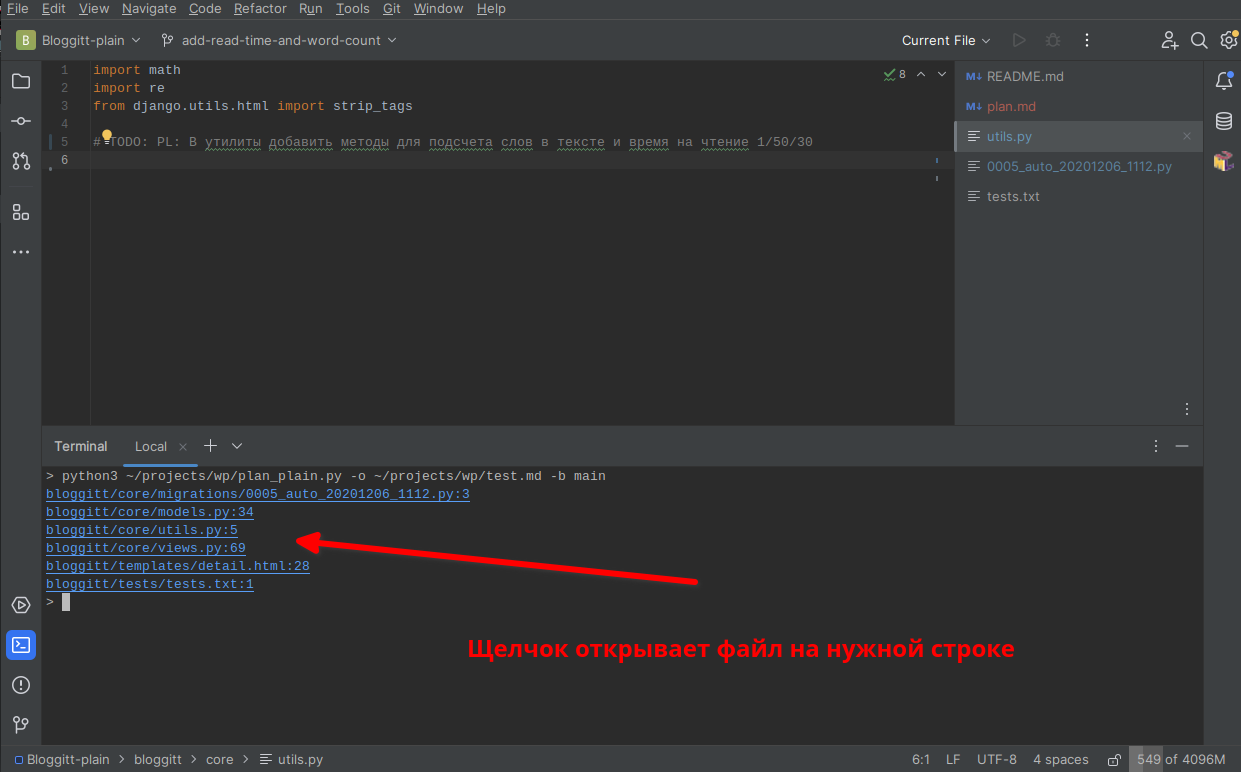 File Edit View Navigate Code Refactor Run Tools Git Window Help
B Bloggitt-plain add-read-time-and-word-count Current File
1 import math
2 import re
3 from django.utils.html import strip_tags
4
5 # TODO: PL: В утилиты добавить методы для подсчета слов в тексте и время на чтение 1/50/30
6
8
README.md
plan.md
utils.py
0005_auto_20201206_1112.py
tests.txt
Terminal Local
> python3 ~/projects/wp/plan_plain.py -o ~/projects/wp/test.md -b main
bloggitt/core/migrations/0005_auto_20201206_1112.py:3
bloggitt/core/models.py:34
bloggitt/core/utils.py:5
bloggitt/core/views.py:69
bloggitt/templates/detail.html:28
bloggitt/tests/tests.txt:1
>
Щелчок открывает файл на нужной строке
Bloggitt-plain > bloggitt > core > utils.py 6:1 LF UTF-8 4 spaces 549 of 4096M